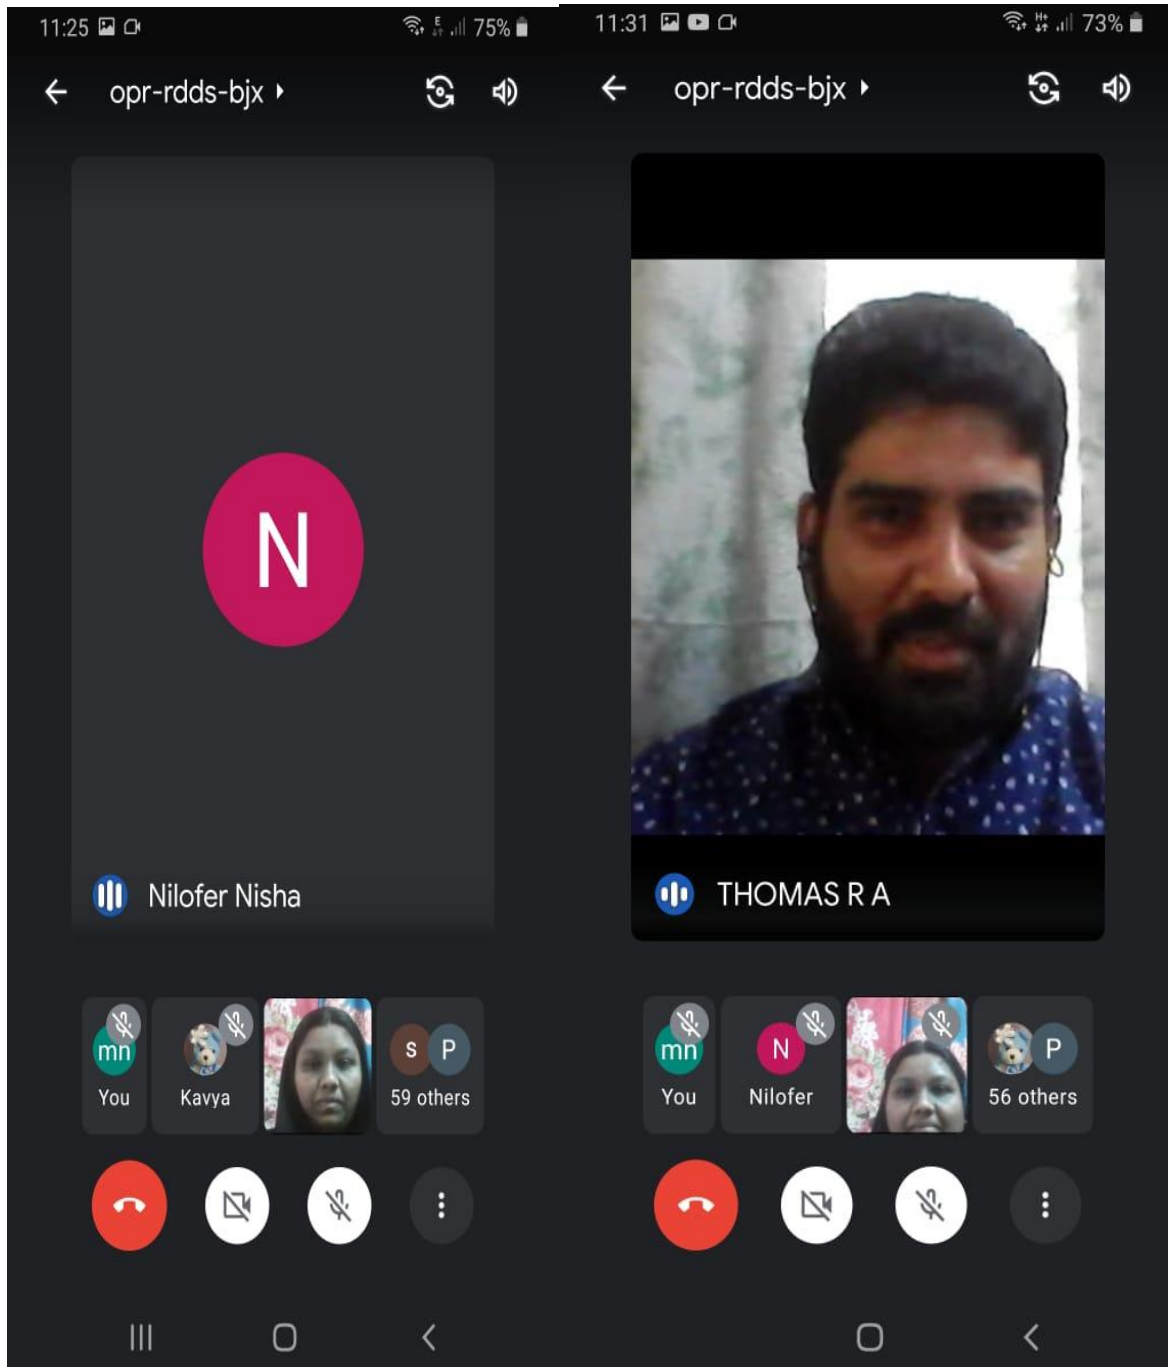 11:25 E 75%
opr-rdds-bjx
N
Nilofer Nisha
mn
You
Kavya
s P
59 others
11:31 H+ 73%
opr-rdds-bjx
THOMAS R A
mn
You
N
Nilofer
P
56 others